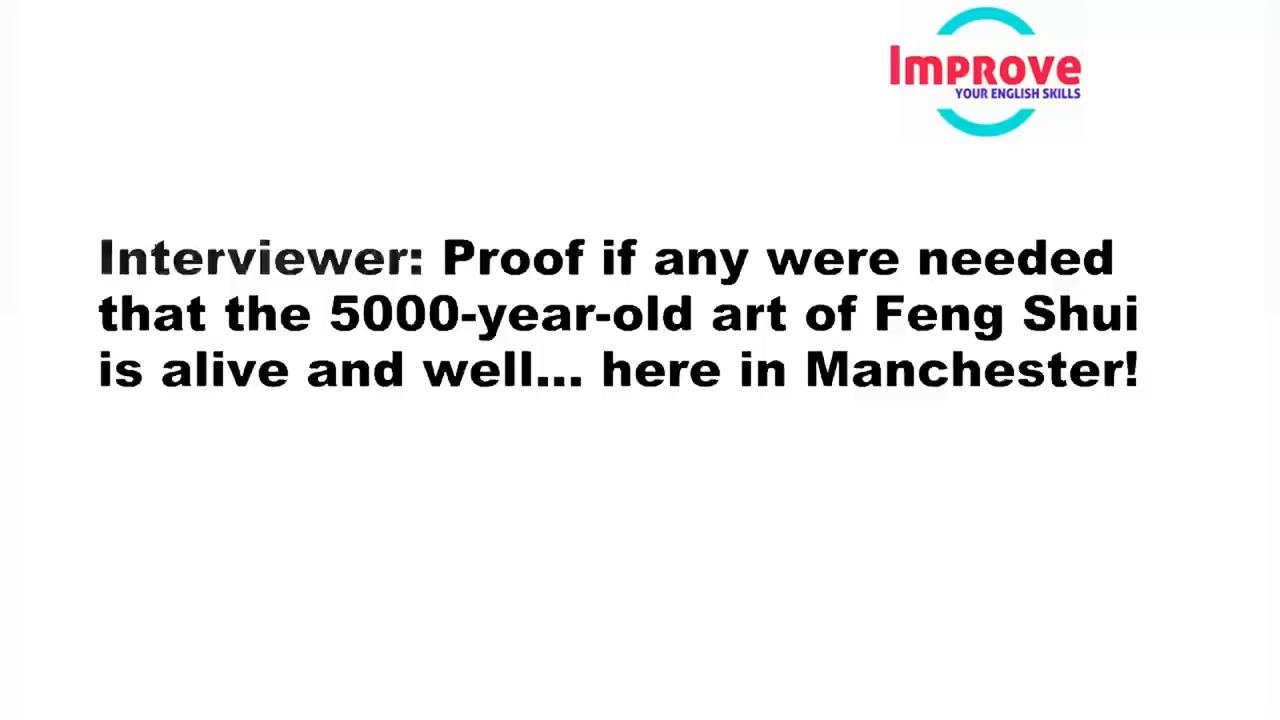 Improve
YOUR ENGLISH SKILLS
Interviewer: Proof if any were needed
that the 5000-year-old art of Feng Shui
is alive and well... here in Manchester!